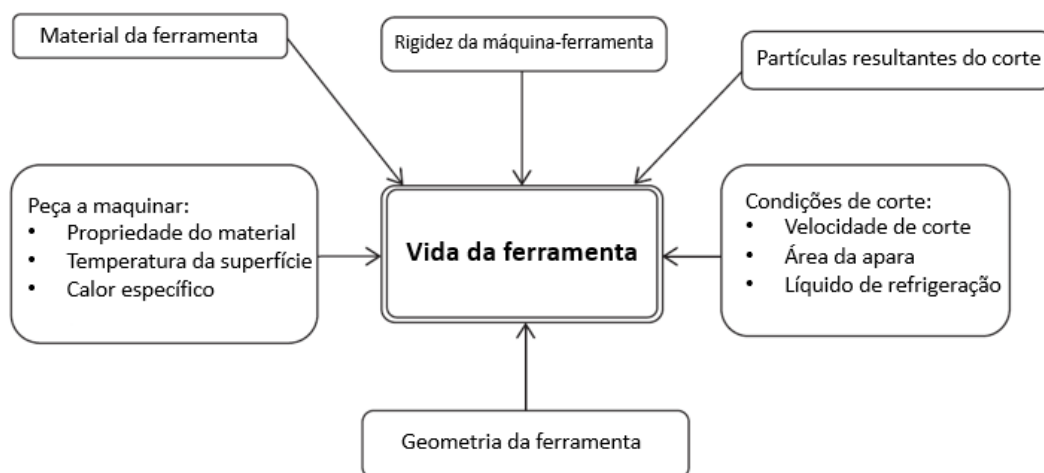 Material da ferramenta
Rigidez da máquina-ferramenta
Partículas resultantes do corte
Peça a maquinar:
• Propriedade do material
• Temperatura da superfície
• Calor específico
Vida da ferramenta
Condições de corte:
• Velocidade de corte
• Área da apara
• Líquido de refrigeração
Geometria da ferramenta